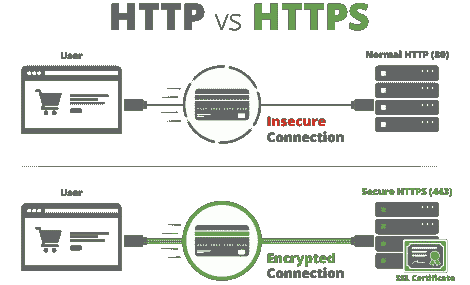 HTTP vs HTTPS
User
Normal HTTP (80)
Insecure
Connection
User
Secure HTTPS (443)
Encrypted
Connection
SSL Certificate